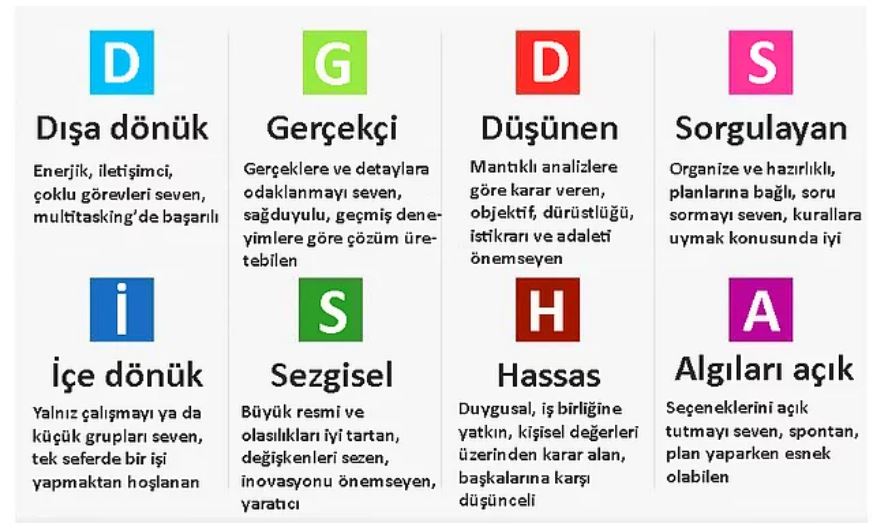 D
Dışa dönük
Enerjik, iletişimci,
çoklu görevleri seven,
multitasking'de başarılı
G
Gerçekçi
Gerçeklere ve detaylara
odaklanmayı seven,
sağduyulu, geçmiş dene-
yimlere göre çözüm üre-
tebilen
D
Düşünen
Mantıklı analizlere
göre karar veren,
objektif, dürüstlüğü,
istikrarı ve adaleti
önemseyen
S
Sorgulayan
Organize ve hazırlıklı,
planlarına bağlı, soru
sormayı seven, kurallara
uymak konusunda iyi
İ
İçe dönük
Yalnız çalışmayı ya da
küçük grupları seven,
tek seferde bir işi
yapmaktan hoşlanan
S
Sezgisel
Büyük resmi ve
olasılıkları iyi tartan,
değişkenleri sezen,
inovasyonu önemseyen,
yaratıcı
H
Hassas
Duygusal, iş birliğine
yatkın, kişisel değerleri
üzerinden karar alan,
başkalarına karşı
düşünceli
A
Algıları açık
Seçeneklerini açık
tutmayı seven, spontan,
plan yaparken esnek
olabilen